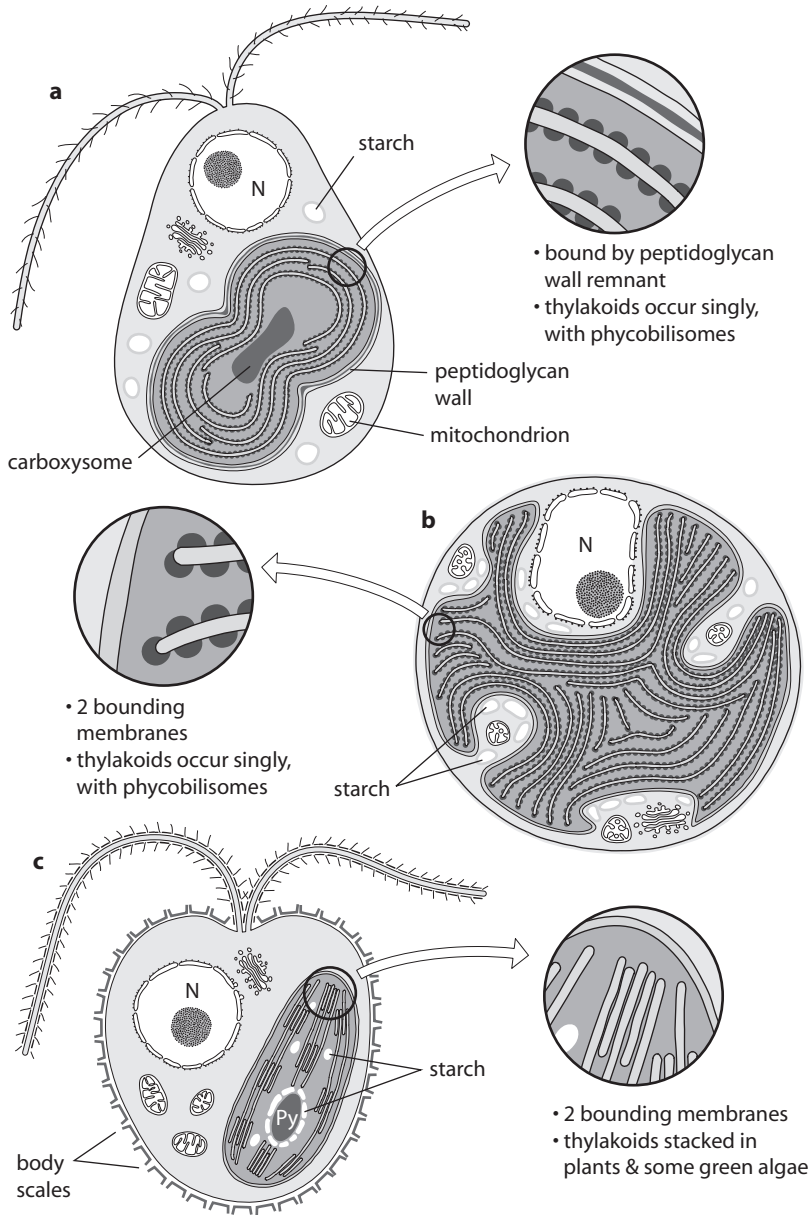 a
starch
N
• bound by peptidoglycan
wall remnant
• thylakoids occur singly,
with phycobilisomes
peptidoglycan
wall
mitochondrion
carboxysome
b
N
• 2 bounding
membranes
• thylakoids occur singly,
with phycobilisomes
starch
c
N
starch
Py
• 2 bounding membranes
• thylakoids stacked in
plants & some green algae
body
scales